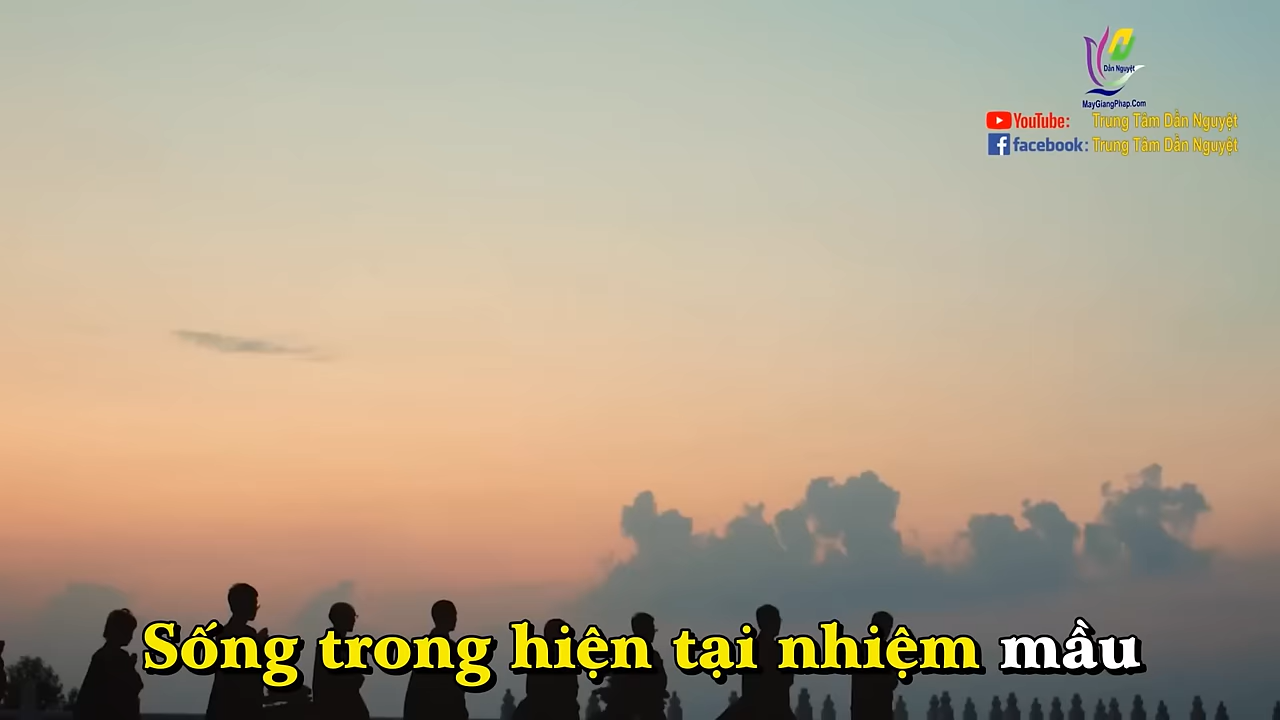 Dẫn Nguyệt
MayGiangPhap.Com
YouTube: Trung Tâm Dẫn Nguyệt
facebook: Trung Tâm Dẫn Nguyệt
Sống trong hiện tại nhiệm mầu